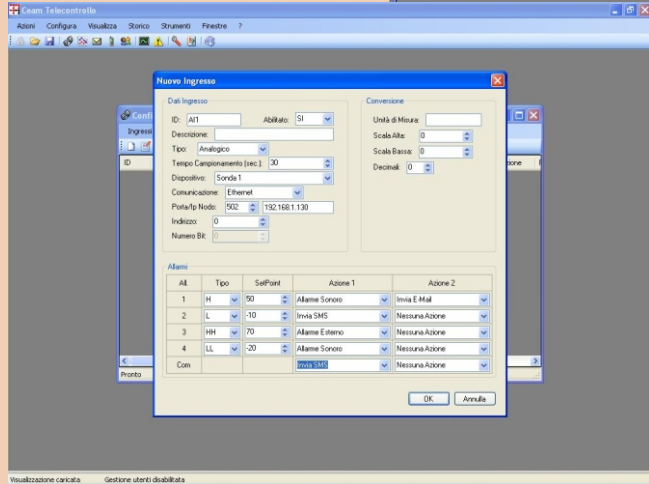 Ceam Telecontrollo
Azioni Configura Visualizza Storico Strumenti Finestre ?
Nuovo Ingresso
Dati Ingresso
ID: AI1 Abilitato: SI
Descrizione:
Tipo: Analogico
Tempo Campionamento (sec.): 30
Dispositivo: Sonda 1
Comunicazione: Ethernet
Porta/Ip Nodo: 502 192.168.1.130
Indirizzo: 0
Numero Bit: 0
Conversione
Unità di Misura:
Scala Alta: 0
Scala Bassa: 0
Decimali: 0
Allarmi
All. Tipo SetPoint Azione 1 Azione 2
1 H 50 Allarme Sonoro Invia E-Mail
2 L -10 Invia SMS Nessuna Azione
3 HH 70 Allarme Esterno Nessuna Azione
4 LL -20 Allarme Sonoro Nessuna Azione
Com Invia SMS Nessuna Azione
OK Annulla
Confi
Ingressi
ID
ione
Pronto
Visualizzazione caricata Gestione utenti disabilitata